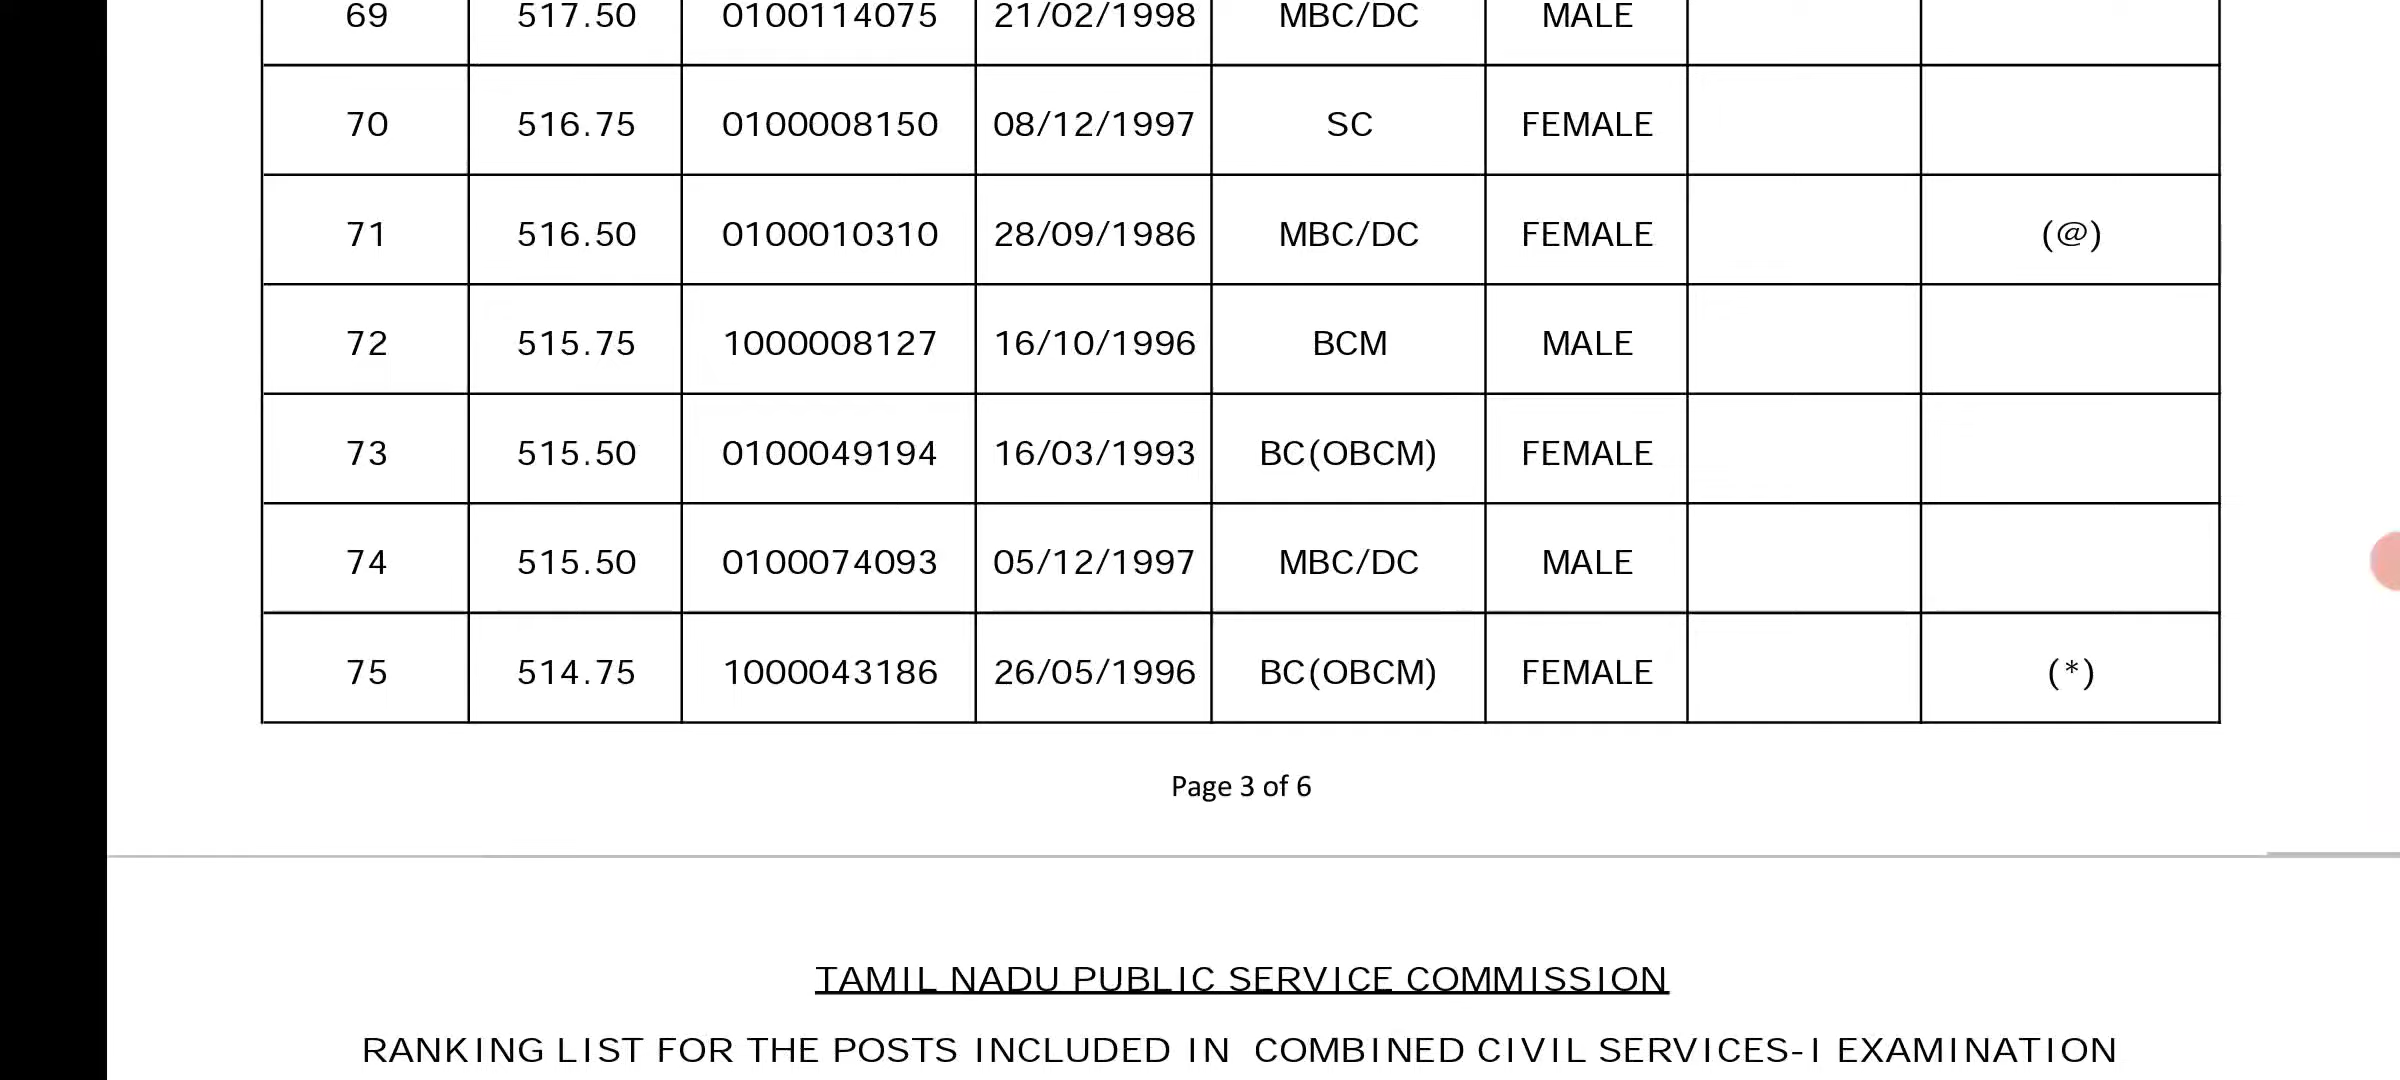 69 517.50 0100114075 21/02/1998 MBC/DC MALE
70 516.75 0100008150 08/12/1997 SC FEMALE
71 516.50 0100010310 28/09/1986 MBC/DC FEMALE (@)
72 515.75 1000008127 16/10/1996 BCM MALE
73 515.50 0100049194 16/03/1993 BC(OBCM) FEMALE
74 515.50 0100074093 05/12/1997 MBC/DC MALE
75 514.75 1000043186 26/05/1996 BC(OBCM) FEMALE (*)
Page 3 of 6
TAMIL NADU PUBLIC SERVICE COMMISSION
RANKING LIST FOR THE POSTS INCLUDED IN COMBINED CIVIL SERVICES-I EXAMINATION